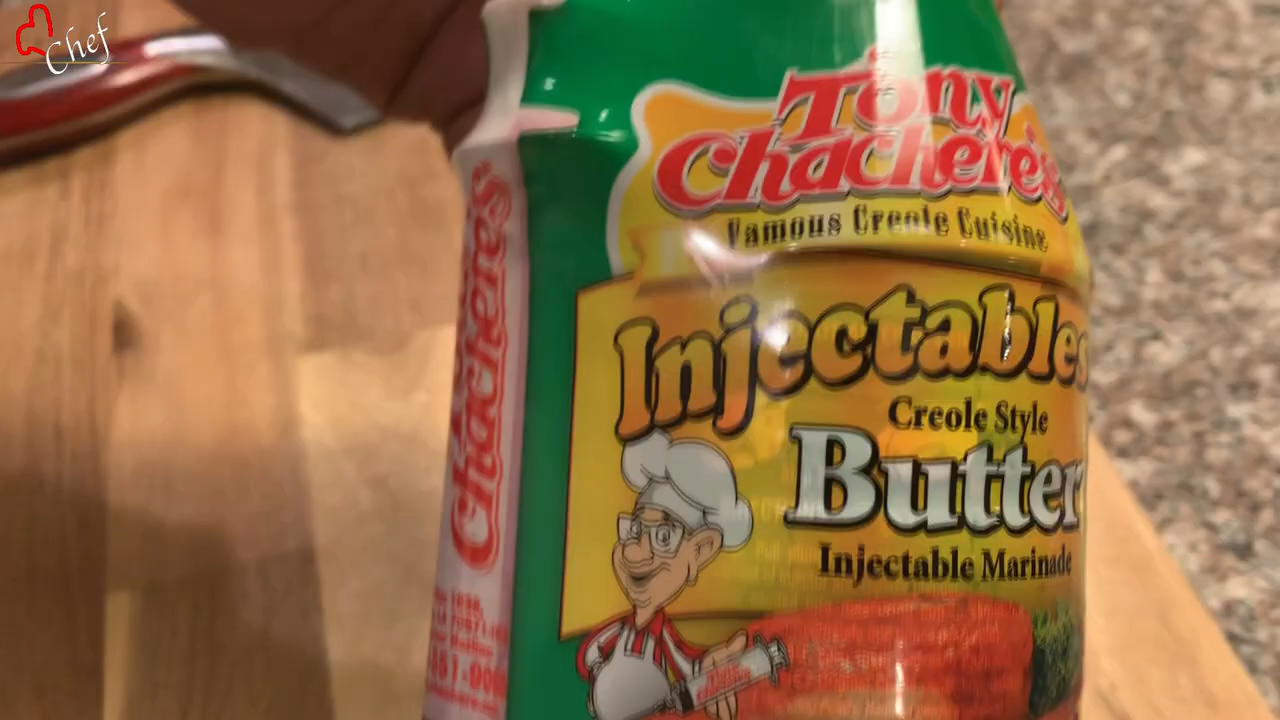 Chef
Tony
Chachere's
Famous Creole Cuisine
Injectables
Creole Style
Butter
Injectable Marinade
Chachere's